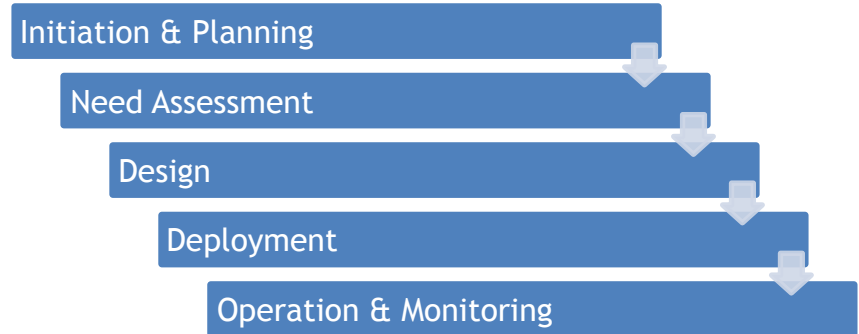 Initiation & Planning
Need Assessment
Design
Deployment
Operation & Monitoring